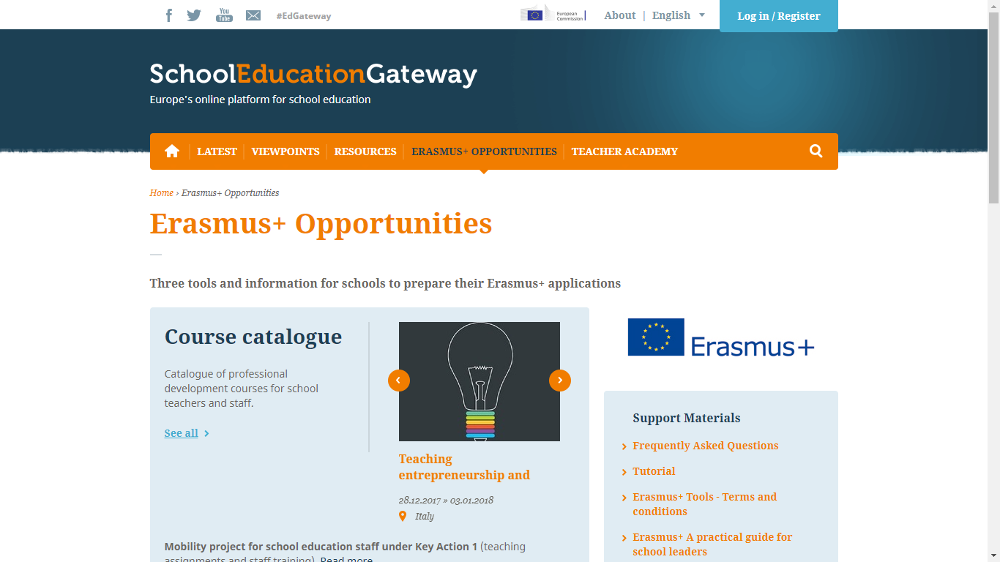 You
Tube
#EdGateway
European
Commission
About | English
Log in / Register
SchoolEducationGateway
Europe's online platform for school education
LATEST VIEWPOINTS RESOURCES ERASMUS+ OPPORTUNITIES TEACHER ACADEMY
Home › Erasmus+ Opportunities
Erasmus+ Opportunities
Three tools and information for schools to prepare their Erasmus+ applications
Course catalogue
Catalogue of professional
development courses for school
teachers and staff.
See all
Teaching
entrepreneurship and
28.12.2017 » 03.01.2018
Italy
Mobility project for school education staff under Key Action 1 (teaching
assignments and staff training). Read more
Erasmus+
Support Materials
Frequently Asked Questions
Tutorial
Erasmus+ Tools - Terms and
conditions
Erasmus+ A practical guide for
school leaders